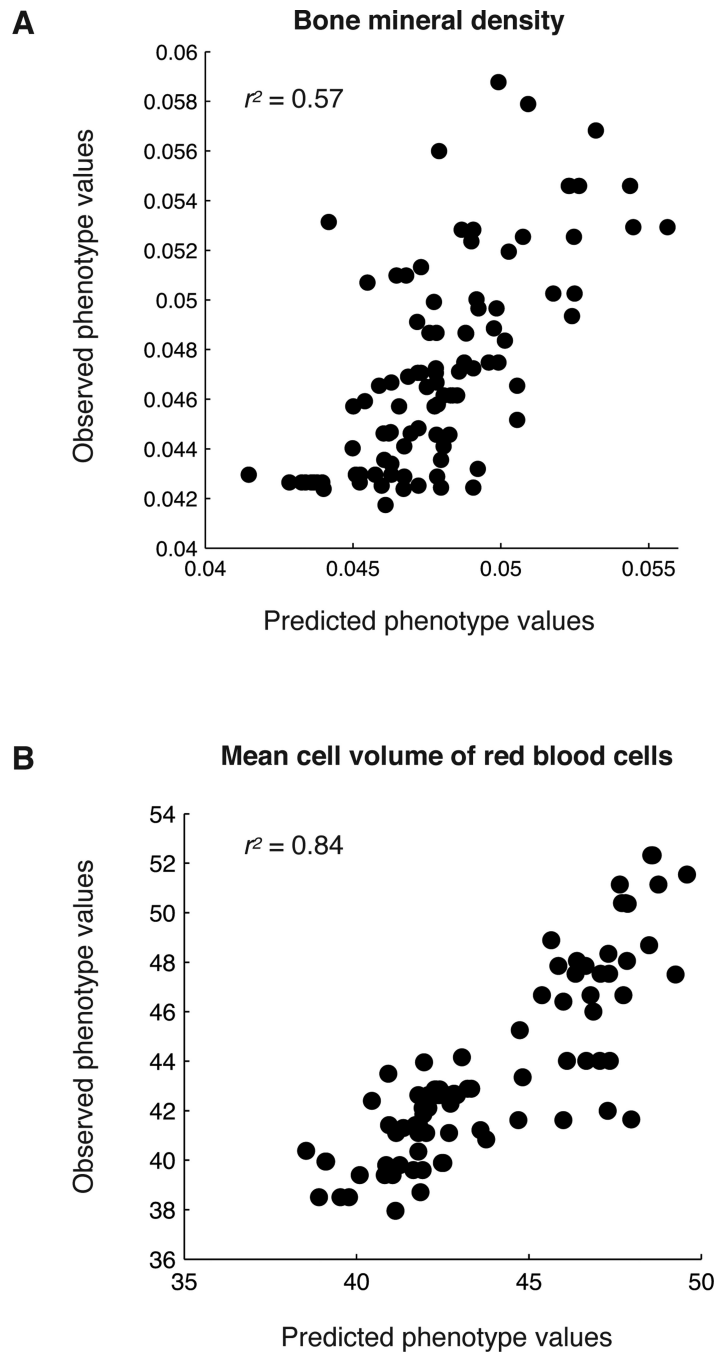 A
Bone mineral density
r² = 0.57
Observed phenotype values
0.06
0.058
0.056
0.054
0.052
0.05
0.048
0.046
0.044
0.042
0.04
0.04 0.045 0.05 0.055
Predicted phenotype values
B
Mean cell volume of red blood cells
r² = 0.84
Observed phenotype values
54
52
50
48
46
44
42
40
38
36
35 40 45 50
Predicted phenotype values